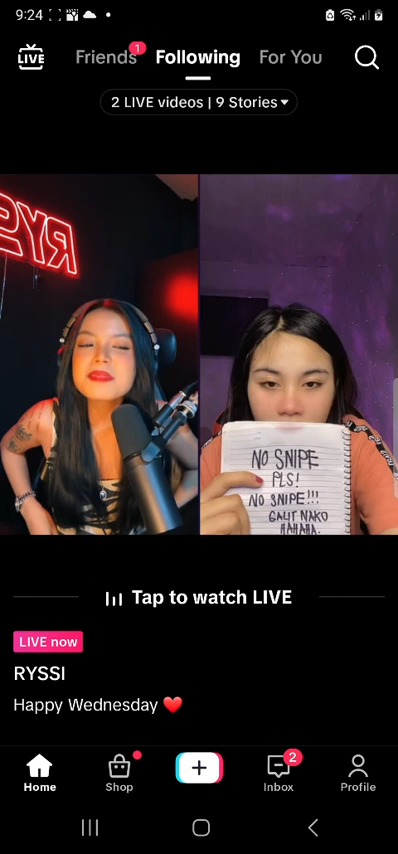 9:24
LIVE
Friends
1
Following
For You
2 LIVE videos | 9 Stories
RYS
NO SNIPE
PLS!
NO SNIPE!!!
GALIT NAKO
HAHAHA.
Tap to watch LIVE
LIVE now
RYSSI
Happy Wednesday ❤️
Home
Shop
2
Inbox
Profile